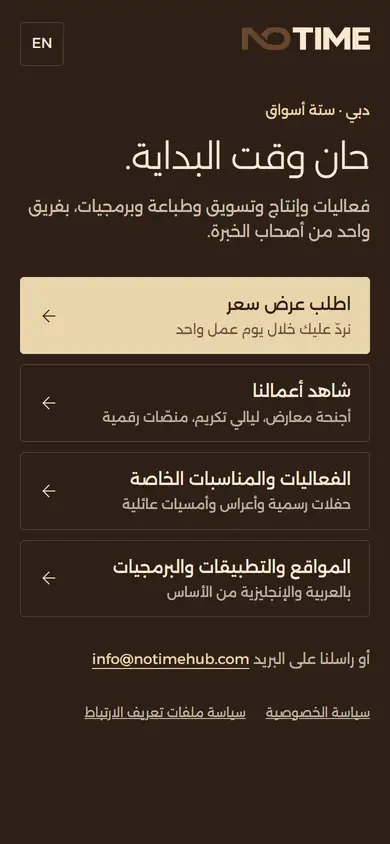 NOTIME
EN
دبي · ستة أسواق
حان وقت البداية.
فعاليات وإنتاج وتسويق وطباعة وبرمجيات، بفريق
واحد من أصحاب الخبرة.
اطلب عرض سعر
نردّ عليك خلال يوم عمل واحد
شاهد أعمالنا
أجنحة معارض، ليالي تكريم، منصّات رقمية
الفعاليات والمناسبات الخاصة
حفلات رسمية وأعراس وأمسيات عائلية
المواقع والتطبيقات والبرمجيات
بالعربية والإنجليزية من الأساس
أو راسلنا على البريد info@notimehub.com
سياسة الخصوصية سياسة ملفات تعريف الارتباط